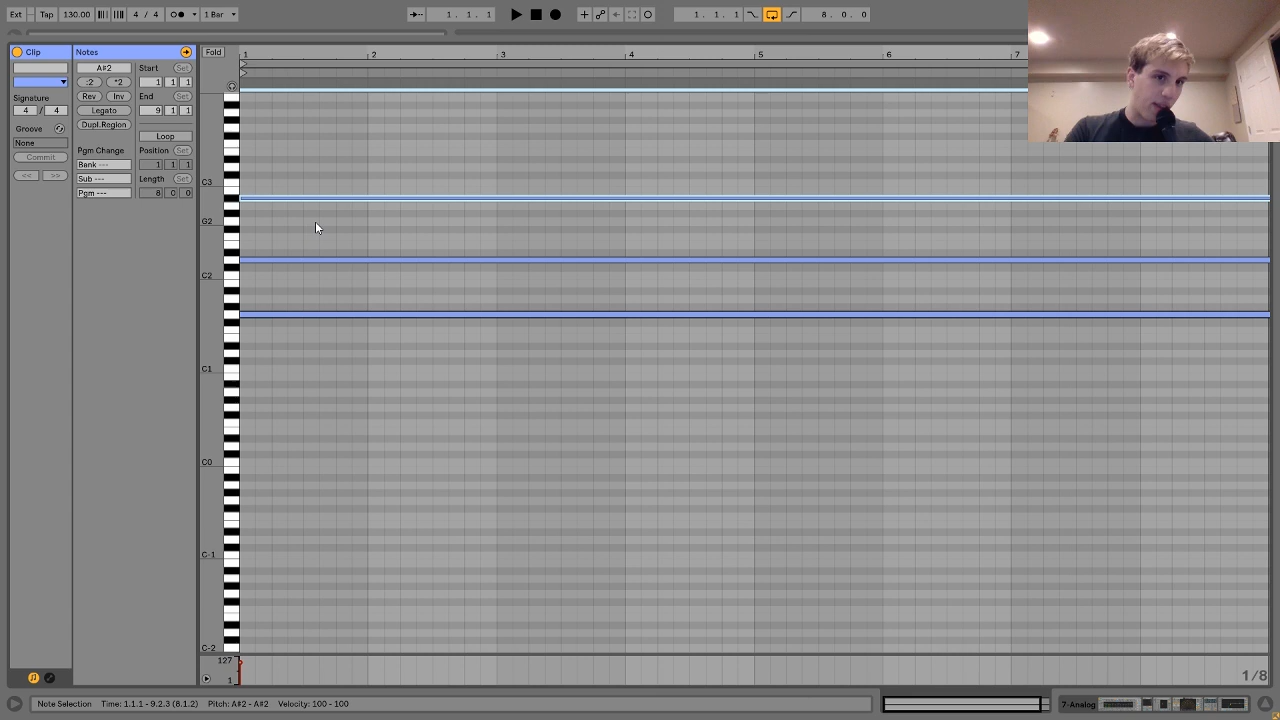 Ext Tap 130.00 4 / 4 1 Bar 1. 1. 1 1. 1. 1 8. 0. 0
Clip Notes Fold 1 2 3 4 5 6 7
A#2 Start Set
:2 *2 1 1 1
Signature Rev Inv End Set
4 / 4 Legato 9 1 1
Groove Dupl.Region
None Loop
Commit Pgm Change Position Set
<< >> Bank --- 1 1 1
Sub --- Length Set
Pgm --- 8 0 0
C3
G2
C2
C1
C0
C-1
C-2
127
1 1/8
Note Selection Time: 1.1.1 - 9.2.3 (8.1.2) Pitch: A#2 - A#2 Velocity: 100 - 100 7-Analog